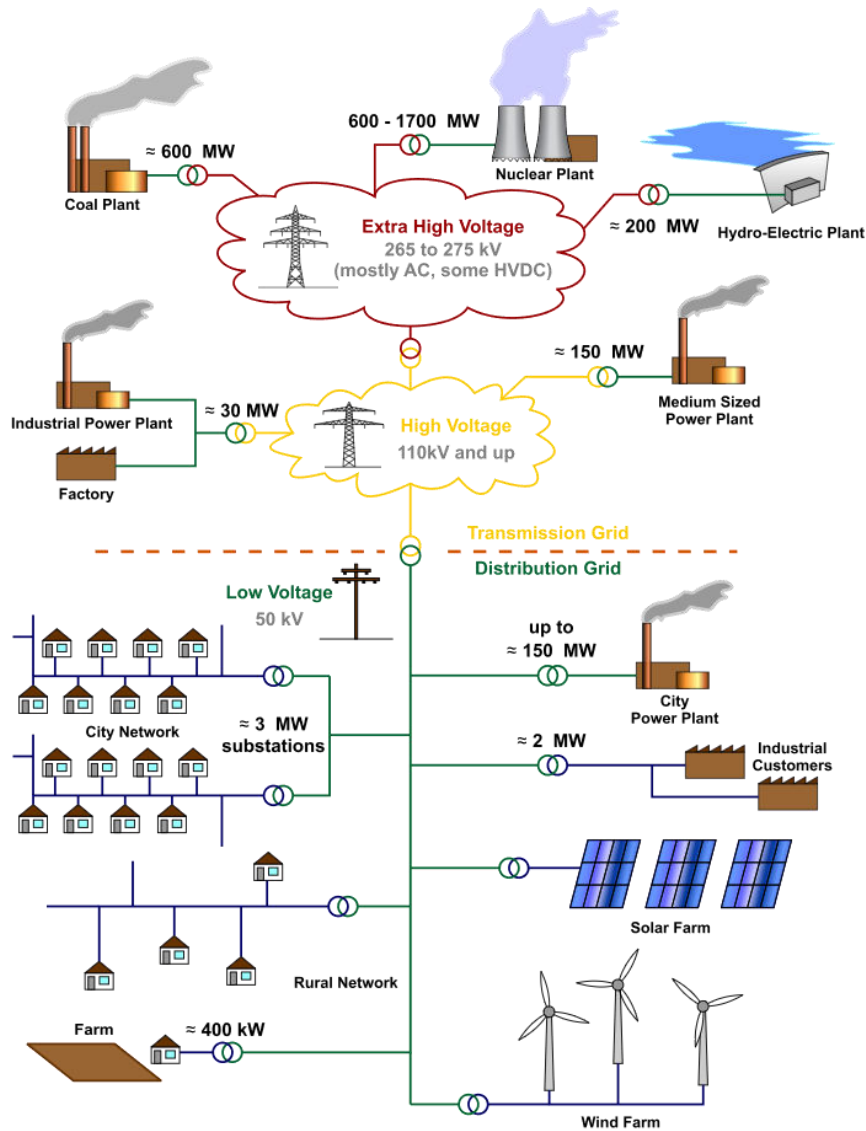 600 - 1700 MW
≈ 600 MW
Coal Plant
Nuclear Plant
≈ 200 MW
Hydro-Electric Plant
Extra High Voltage
265 to 275 kV
(mostly AC, some HVDC)
≈ 150 MW
Medium Sized
Power Plant
Industrial Power Plant
≈ 30 MW
Factory
High Voltage
110kV and up
Transmission Grid
Distribution Grid
Low Voltage
50 kV
up to
≈ 150 MW
City
Power Plant
City Network
≈ 3 MW
substations
≈ 2 MW
Industrial
Customers
Solar Farm
Rural Network
Farm
≈ 400 kW
Wind Farm